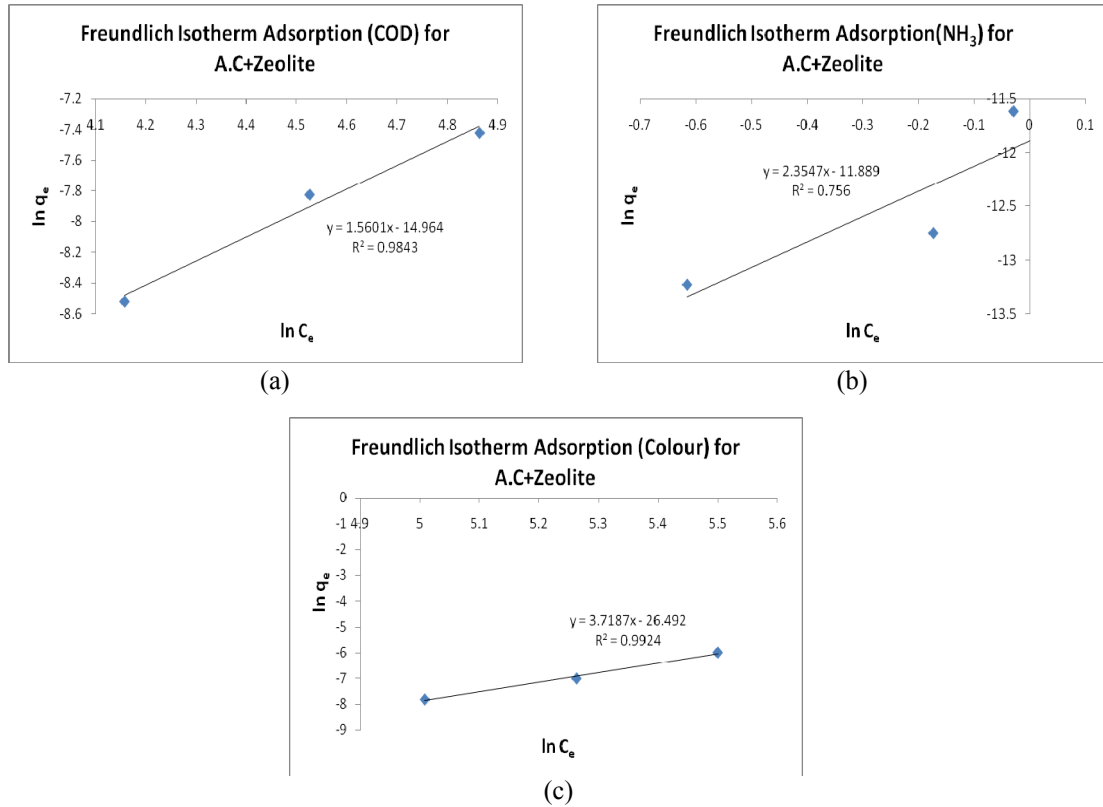 Freundlich Isotherm Adsorption (COD) for
A.C+Zeolite
-7.2
4.1 4.2 4.3 4.4 4.5 4.6 4.7 4.8 4.9
-7.4
-7.6
-7.8
-8
-8.2
-8.4
-8.6
ln qₑ
y = 1.5601x - 14.964
R² = 0.9843
ln Cₑ
(a)
Freundlich Isotherm Adsorption(NH₃) for
A.C+Zeolite
-0.7 -0.6 -0.5 -0.4 -0.3 -0.2 -0.1 0 0.1
-11.5
-12
-12.5
-13
-13.5
ln qₑ
y = 2.3547x - 11.889
R² = 0.756
ln Cₑ
(b)
Freundlich Isotherm Adsorption (Colour) for
A.C+Zeolite
0
-1
4.9 5 5.1 5.2 5.3 5.4 5.5 5.6
-2
-3
-4
-5
-6
-7
-8
-9
ln qₑ
y = 3.7187x - 26.492
R² = 0.9924
ln Cₑ
(c)